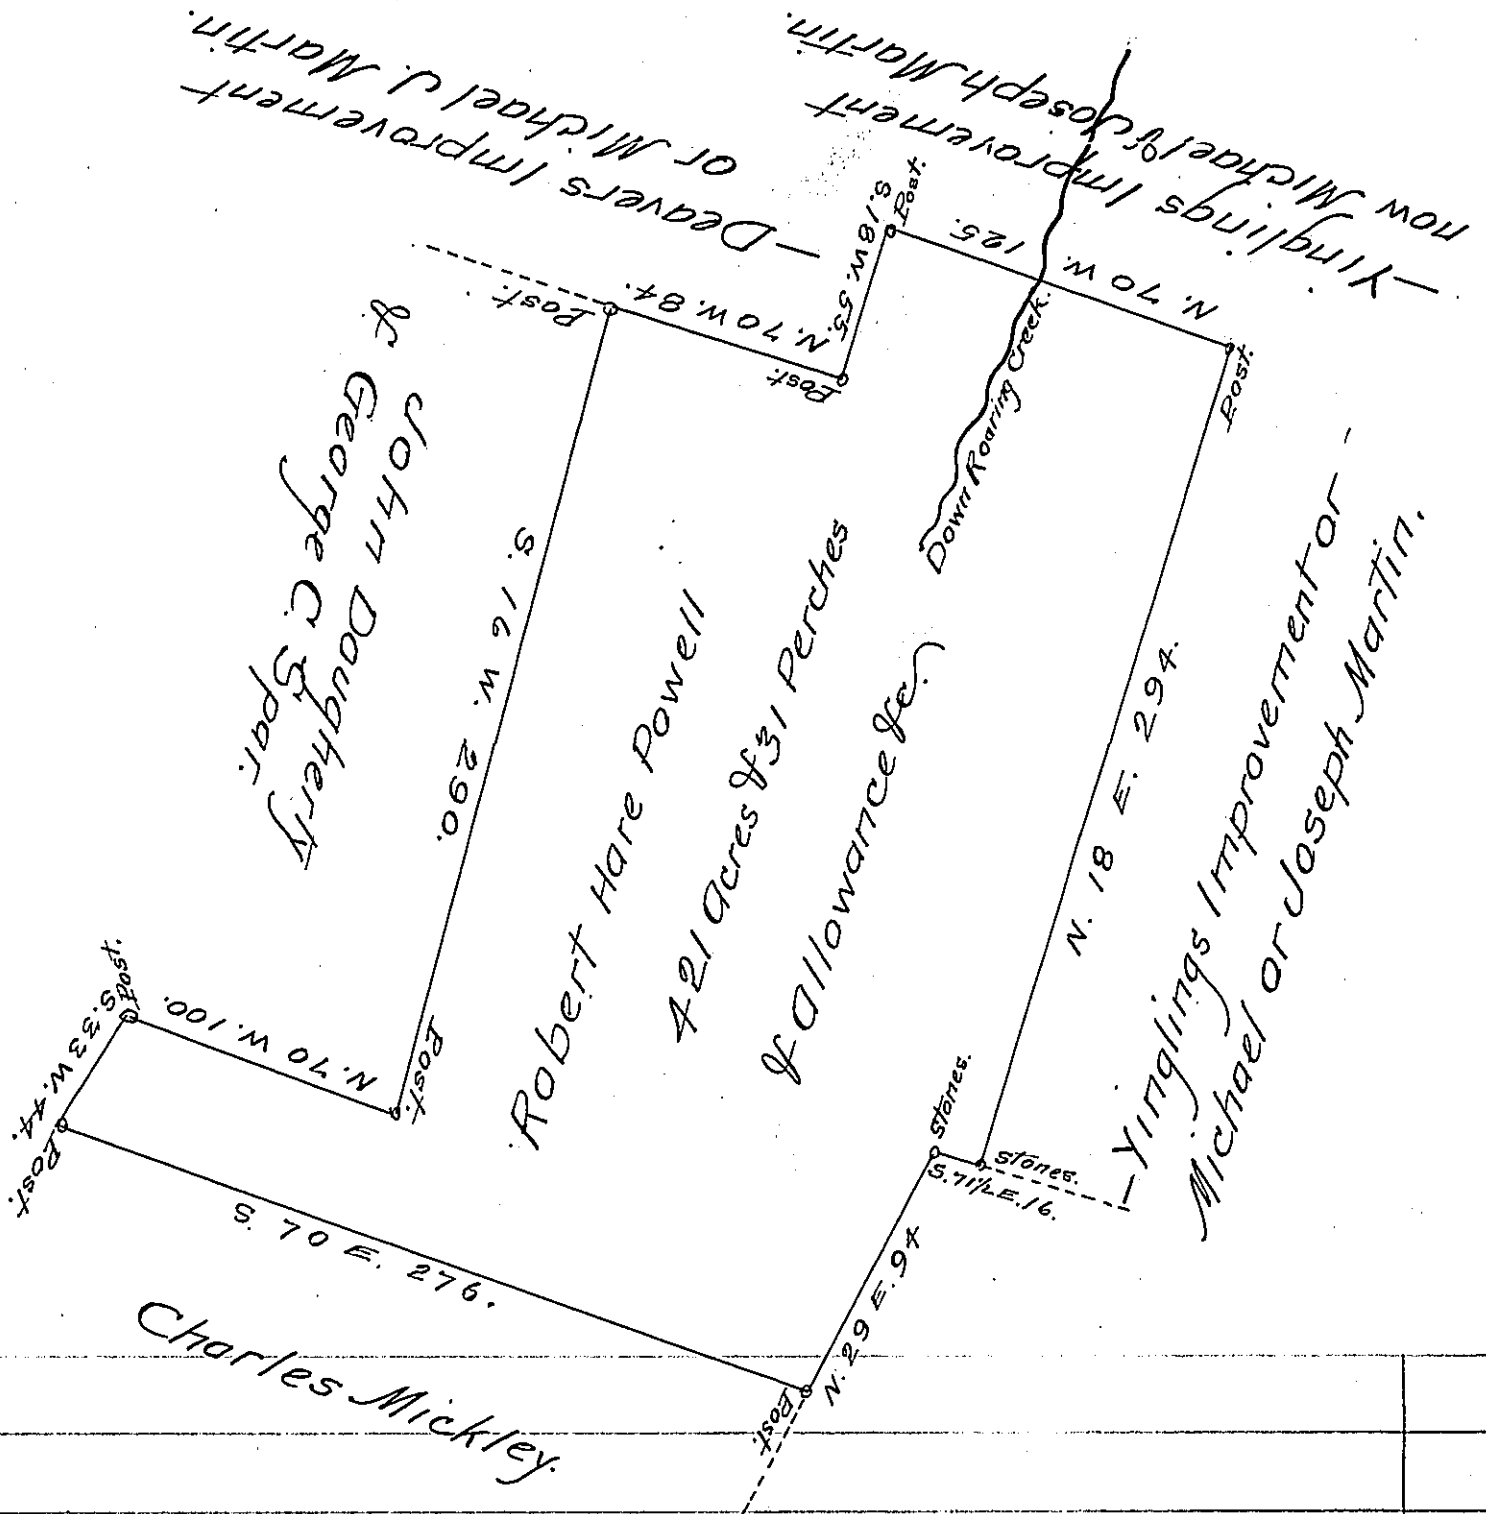 —Deavers Improvement
or Michael J. Martin.
—Yinglings Improvement
now Michael & Joseph Martin
S. 18 W. 55.
Post.
N. 70 W. 125.
Post.
N. 70 W. 84.
Post.
Post.
Down Roaring Creek.
John Dougherty
& George C. Spar.
S. 16 W. 290.
Robert Hare Powell
421 Acres & 31 Perches
& Allowance &c.
N. 18 E. 294.
—Yinglings Improvement or—
Michael or Joseph Martin.
Post.
S. 33 W. 44.
Post.
N. 70 W. 100.
Post.
Stones.
Stones.
S. 71½ E. 16.
N. 29 E. 94
S. 70 E. 276.
Post.
Charles Mickley.